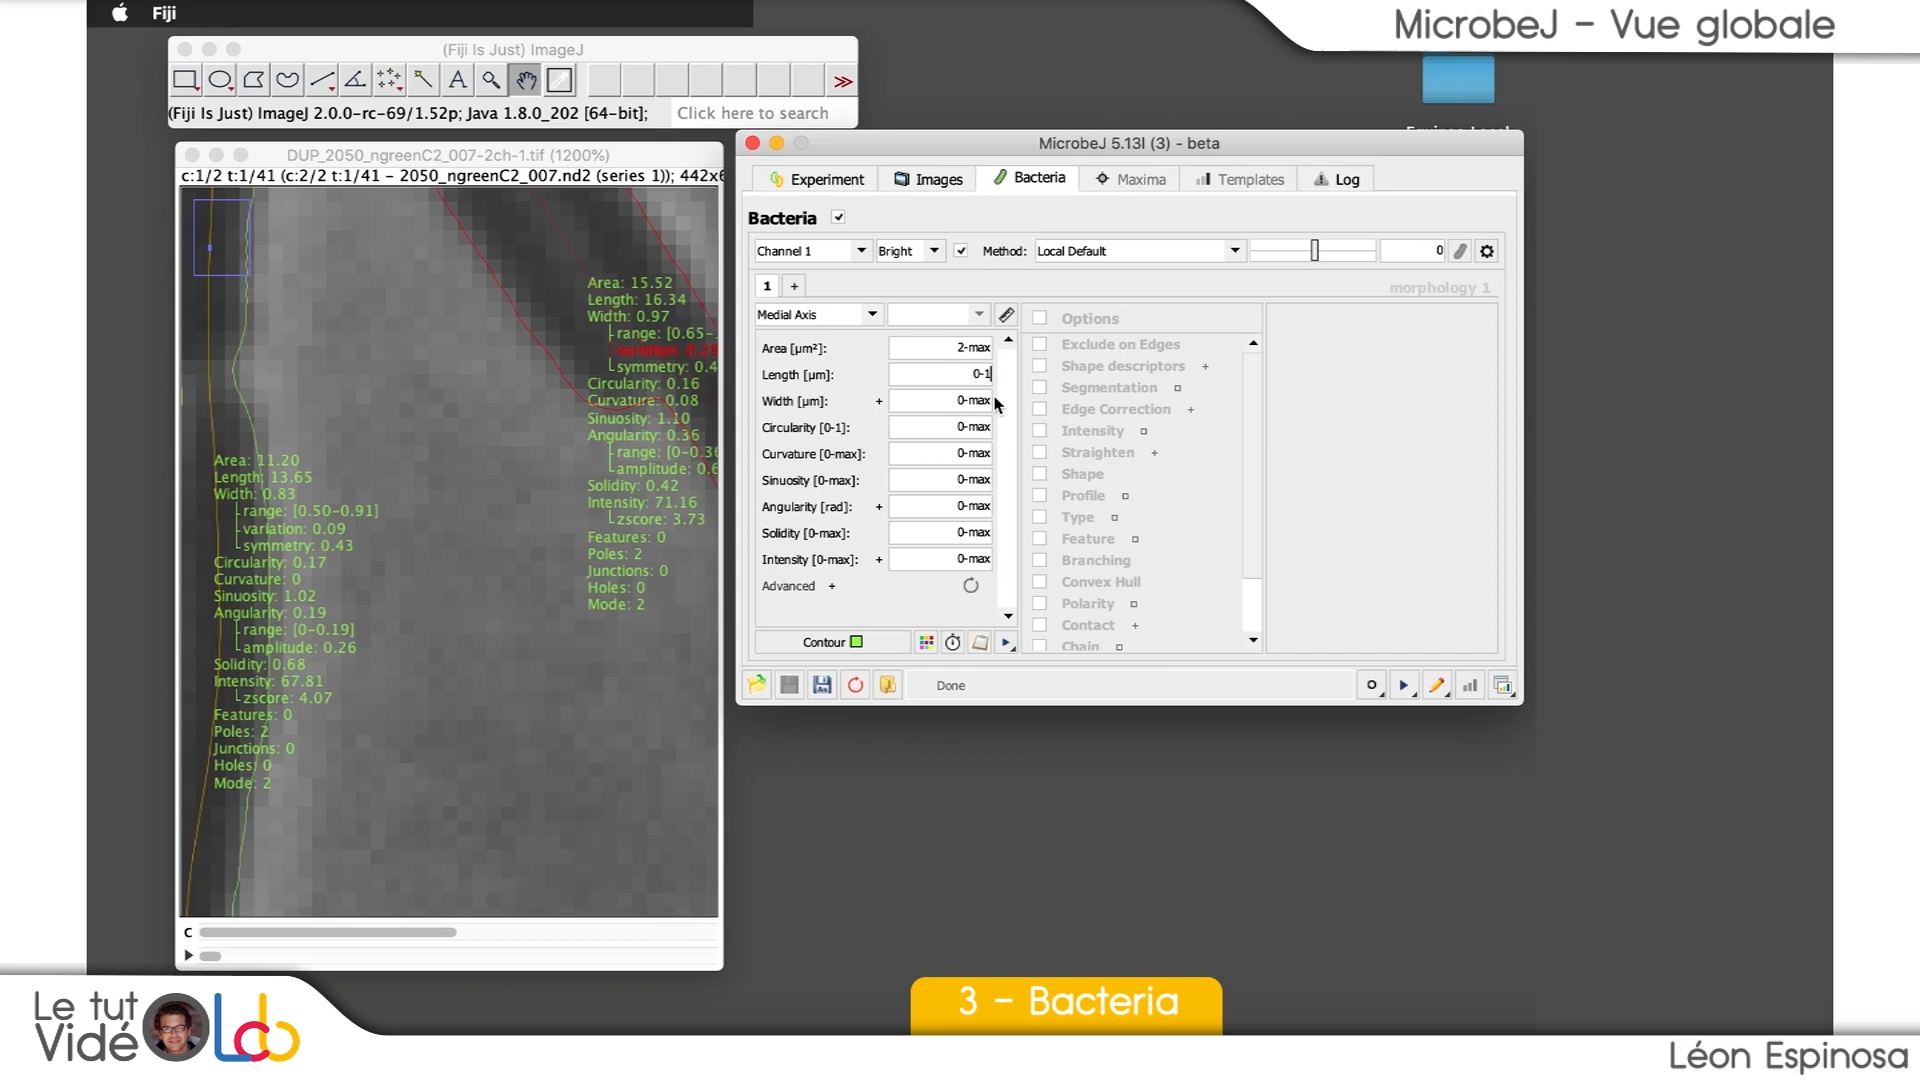 Fiji
MicrobeJ – Vue globale
(Fiji Is Just) ImageJ
(Fiji Is Just) ImageJ 2.0.0-rc-69/1.52p; Java 1.8.0_202 [64-bit];
Click here to search
DUP_2050_ngreenC2_007-2ch-1.tif (1200%)
c:1/2 t:1/41 (c:2/2 t:1/41 - 2050_ngreenC2_007.nd2 (series 1)); 442x6
Area: 15.52
Length: 16.34
Width: 0.97
range: [0.65-
variation: 0.25
symmetry: 0.4
Circularity: 0.16
Curvature: 0.08
Sinuosity: 1.10
Angularity: 0.36
range: [0-0.36
amplitude: 0.6
Solidity: 0.42
Intensity: 71.16
zscore: 3.73
Features: 0
Poles: 2
Junctions: 0
Holes: 0
Mode: 2
Area: 11.20
Length: 13.65
Width: 0.83
range: [0.50-0.91]
variation: 0.09
symmetry: 0.43
Circularity: 0.17
Curvature: 0
Sinuosity: 1.02
Angularity: 0.19
range: [0-0.19]
amplitude: 0.26
Solidity: 0.68
Intensity: 67.81
zscore: 4.07
Features: 0
Poles: 2
Junctions: 0
Holes: 0
Mode: 2
C
MicrobeJ 5.13l (3) - beta
Experiment Images Bacteria Maxima Templates Log
Bacteria
Channel 1 Bright Method: Local Default 0
1 +
morphology 1
Medial Axis
Area [µm²]: 2-max
Length [µm]: 0-1
Width [µm]: + 0-max
Circularity [0-1]: 0-max
Curvature [0-max]: 0-max
Sinuosity [0-max]: 0-max
Angularity [rad]: + 0-max
Solidity [0-max]: 0-max
Intensity [0-max]: + 0-max
Advanced +
Contour
Options
Exclude on Edges
Shape descriptors +
Segmentation
Edge Correction +
Intensity
Straighten +
Shape
Profile
Type
Feature
Branching
Convex Hull
Polarity
Contact +
Chain
Done
3 – Bacteria
Le tut
Vidéo
Lcb
Léon Espinosa